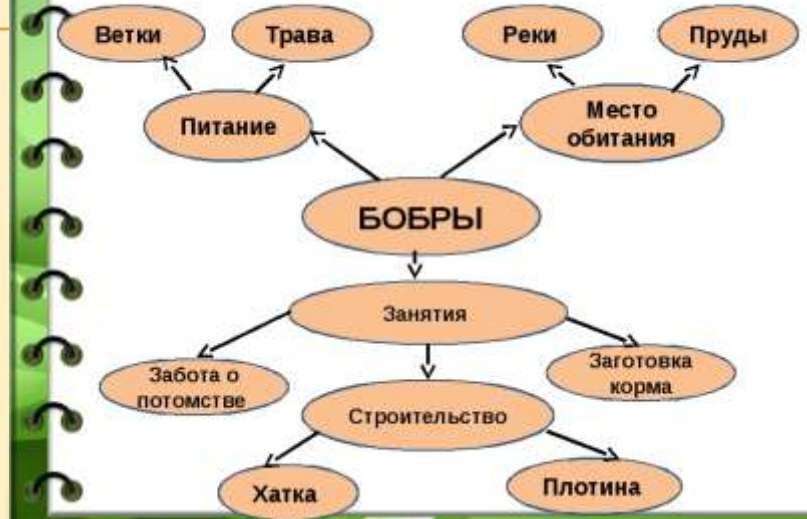 Ветки
Трава
Реки
Пруды
Питание
Место
обитания
БОБРЫ
Занятия
Забота о
потомстве
Заготовка
корма
Строительство
Хатка
Плотина